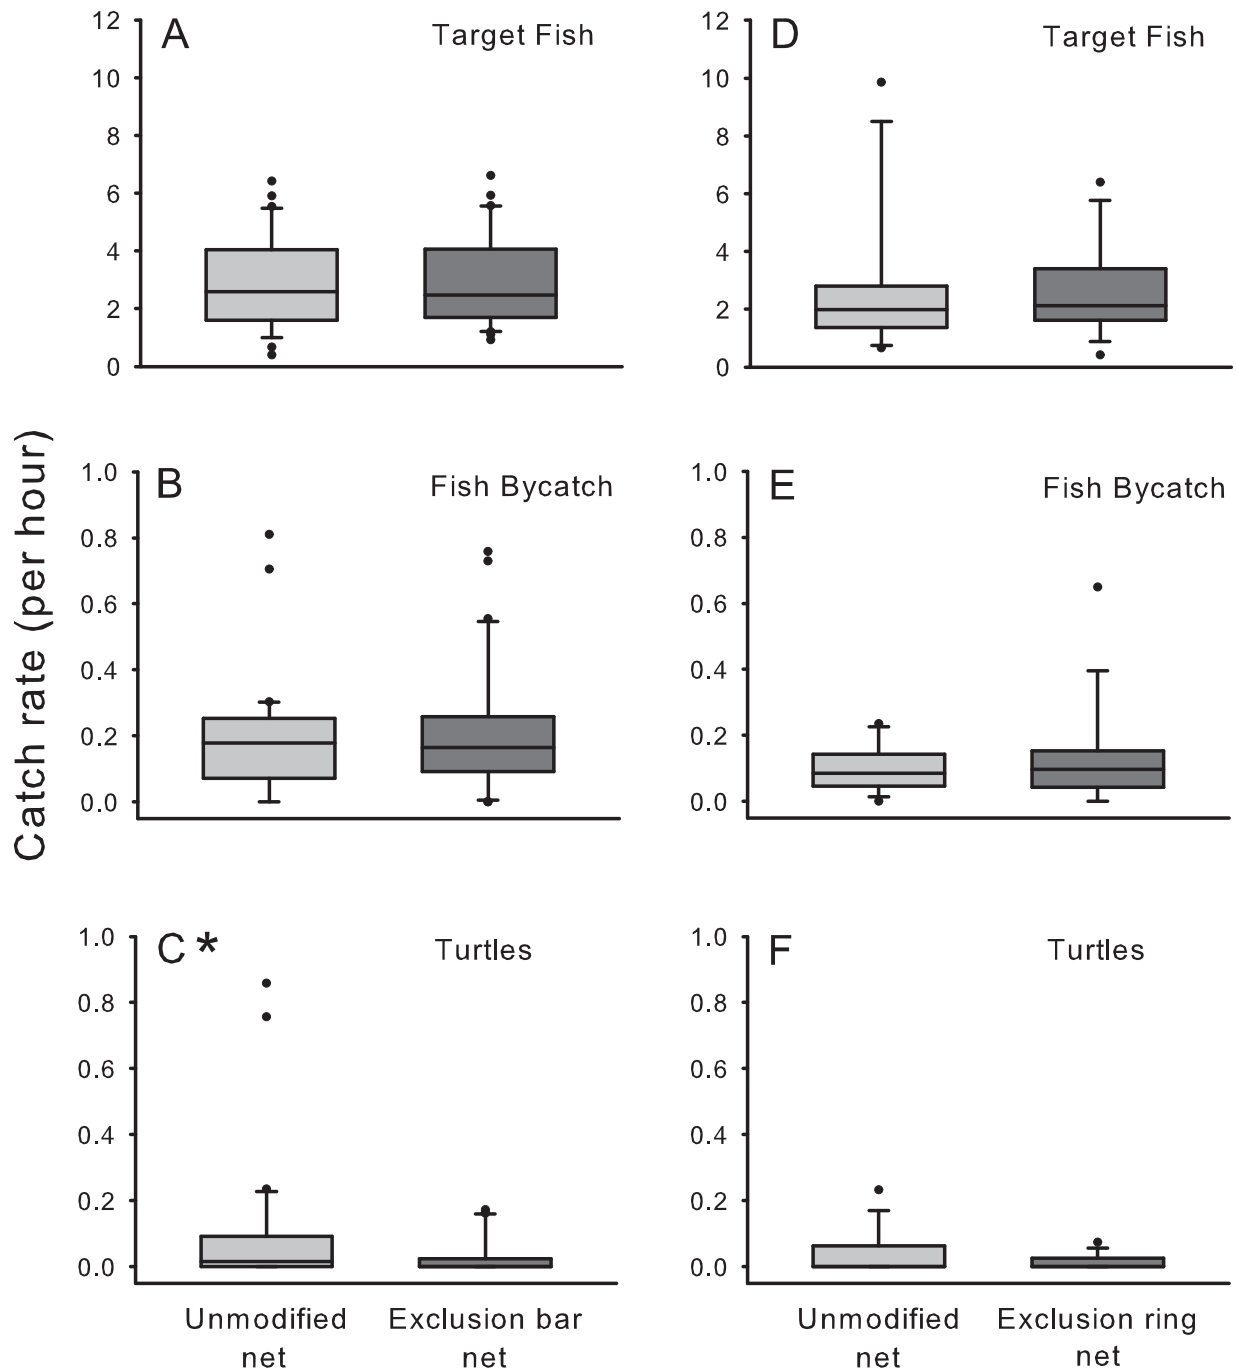 Catch rate (per hour)
A
Target Fish
12
10
8
6
4
2
0
D
Target Fish
12
10
8
6
4
2
0
B
Fish Bycatch
1.0
0.8
0.6
0.4
0.2
0.0
E
Fish Bycatch
1.0
0.8
0.6
0.4
0.2
0.0
C *
Turtles
1.0
0.8
0.6
0.4
0.2
0.0
F
Turtles
1.0
0.8
0.6
0.4
0.2
0.0
Unmodified
net
Exclusion bar
net
Unmodified
net
Exclusion ring
net